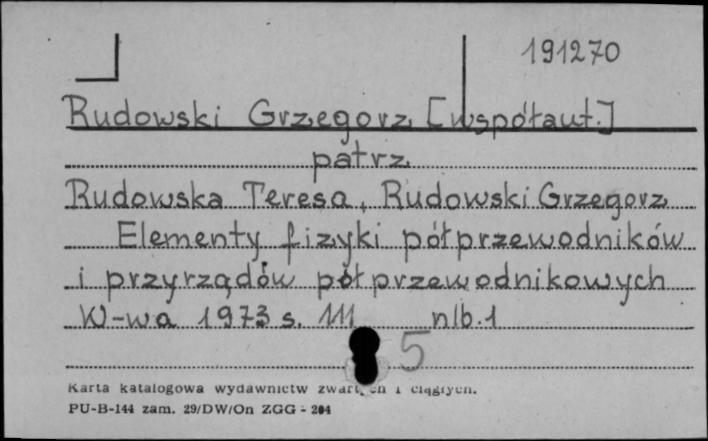 191270
Rudowski Grzegorz [współaut.]
patrz
Rudowska Teresa, Rudowski Grzegorz
Elementy fizyki półprzewodników
i przyrządów półprzewodnikowych
W-wa 1973 s. 111 nlb. 1
5
Karta katalogowa wydawnictw zwartych i ciągłych.
PU-B-144 zam. 29/DW/On ZGG - 204